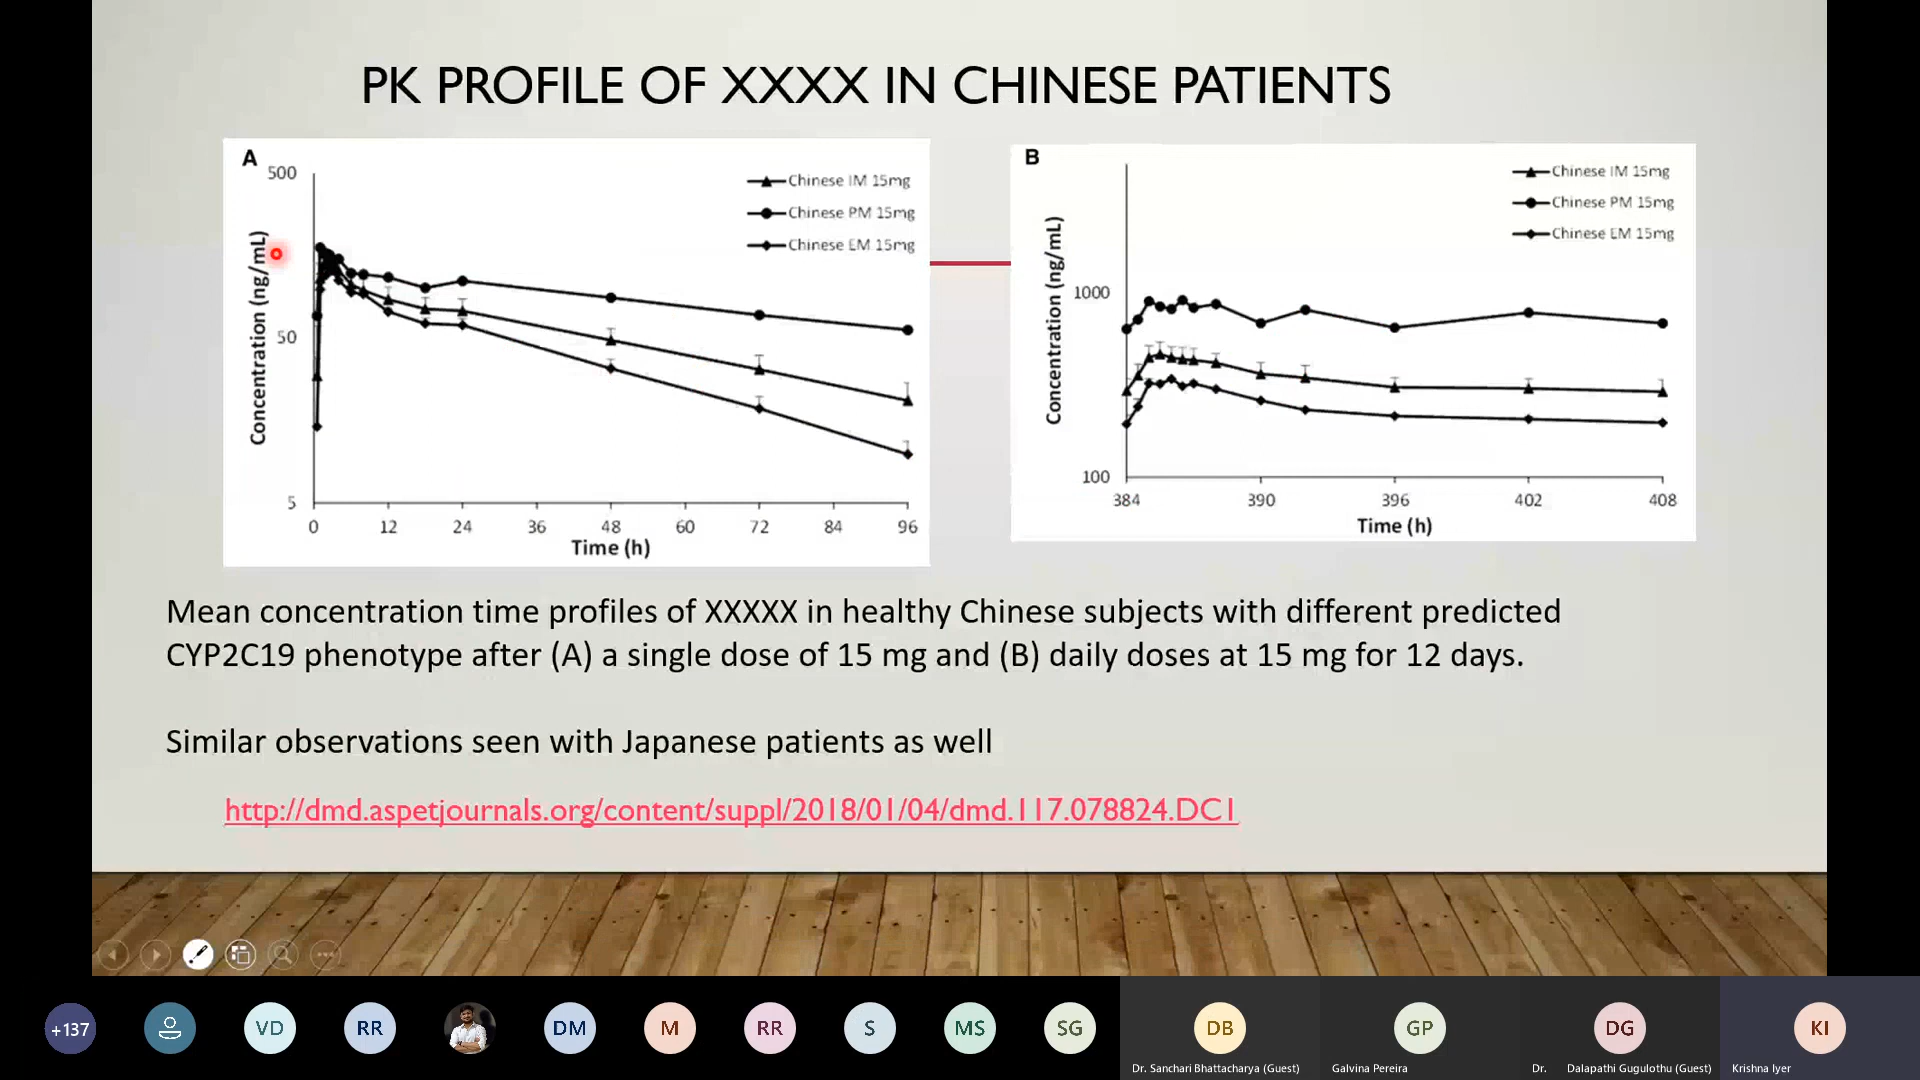 PK PROFILE OF XXXX IN CHINESE PATIENTS
A
500
50
5
Concentration (ng/mL)
Chinese IM 15mg
Chinese PM 15mg
Chinese EM 15mg
0 12 24 36 48 60 72 84 96
Time (h)
B
1000
100
Concentration (ng/mL)
Chinese IM 15mg
Chinese PM 15mg
Chinese EM 15mg
384 390 396 402 408
Time (h)
Mean concentration time profiles of XXXXX in healthy Chinese subjects with different predicted
CYP2C19 phenotype after (A) a single dose of 15 mg and (B) daily doses at 15 mg for 12 days.
Similar observations seen with Japanese patients as well
http://dmd.aspetjournals.org/content/suppl/2018/01/04/dmd.117.078824.DC1
+137 VD RR DM M RR S MS SG DB GP DG KI
Dr. Sanchari Bhattacharya (Guest) Galvina Pereira Dr. Dalapathi Gugulothu (Guest) Krishna Iyer